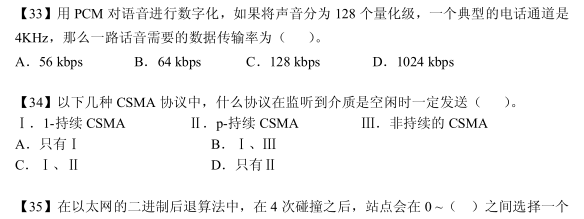 【33】用 PCM 对语音进行数字化，如果将声音分为 128 个量化级，一个典型的电话通道是
4KHz，那么一路话音需要的数据传输率为（ ）。
A．56 kbps B．64 kbps C．128 kbps D．1024 kbps
【34】以下几种 CSMA 协议中，什么协议在监听到介质是空闲时一定发送（ ）。
Ⅰ．1-持续 CSMA Ⅱ．p-持续 CSMA Ⅲ．非持续的 CSMA
A．只有Ⅰ B．Ⅰ、Ⅲ
C．Ⅰ、Ⅱ D．只有Ⅱ
【35】在以太网的二进制后退算法中，在 4 次碰撞之后，站点会在 0 ~（ ）之间选择一个